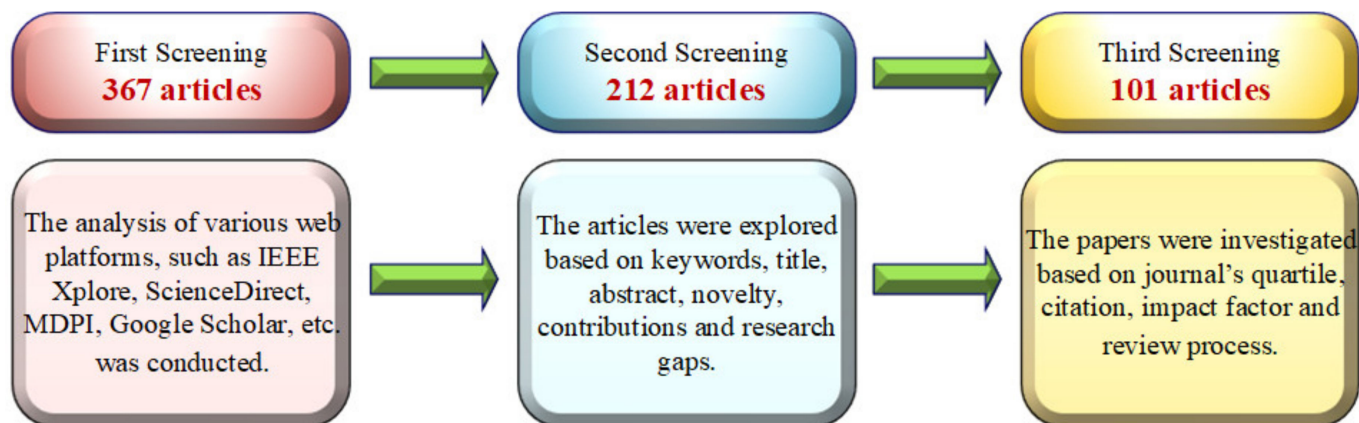 First Screening
367 articles
Second Screening
212 articles
Third Screening
101 articles
The analysis of various web
platforms, such as IEEE
Xplore, ScienceDirect,
MDPI, Google Scholar, etc.
was conducted.
The articles were explored
based on keywords, title,
abstract, novelty,
contributions and research
gaps.
The papers were investigated
based on journal’s quartile,
citation, impact factor and
review process.